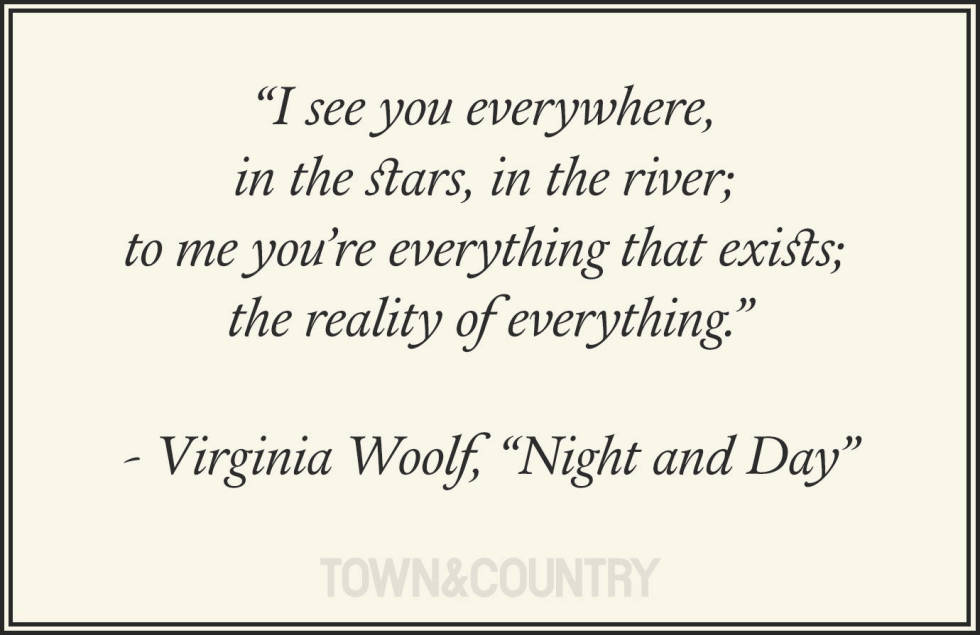 “I see you everywhere,
in the stars, in the river;
to me you’re everything that exists;
the reality of everything.”
- Virginia Woolf, “Night and Day”
TOWN&COUNTRY